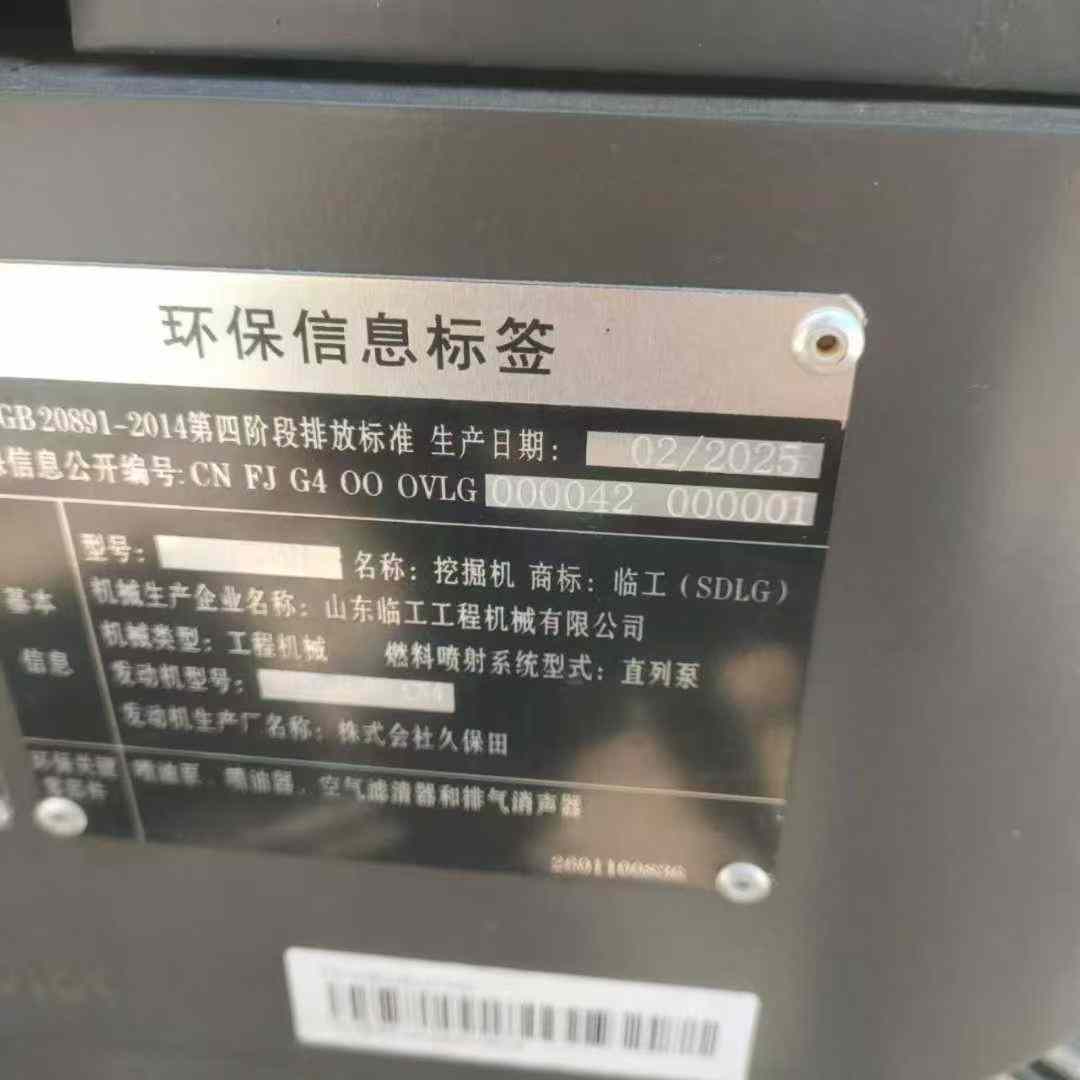 环保信息标签
GB 20891-2014第四阶段排放标准 生产日期: 02/2025
信息公开编号: CN FJ G4 00 0VLG 000042 000001
基本
信息
型号: 名称: 挖掘机 商标: 临工(SDLG)
机械生产企业名称: 山东临工工程机械有限公司
机械类型: 工程机械 燃料喷射系统型式: 直列泵
发动机型号:
发动机生产厂名称: 株式会社久保田
环保关键
喷油泵、喷油器、空气滤清器和排气消声器